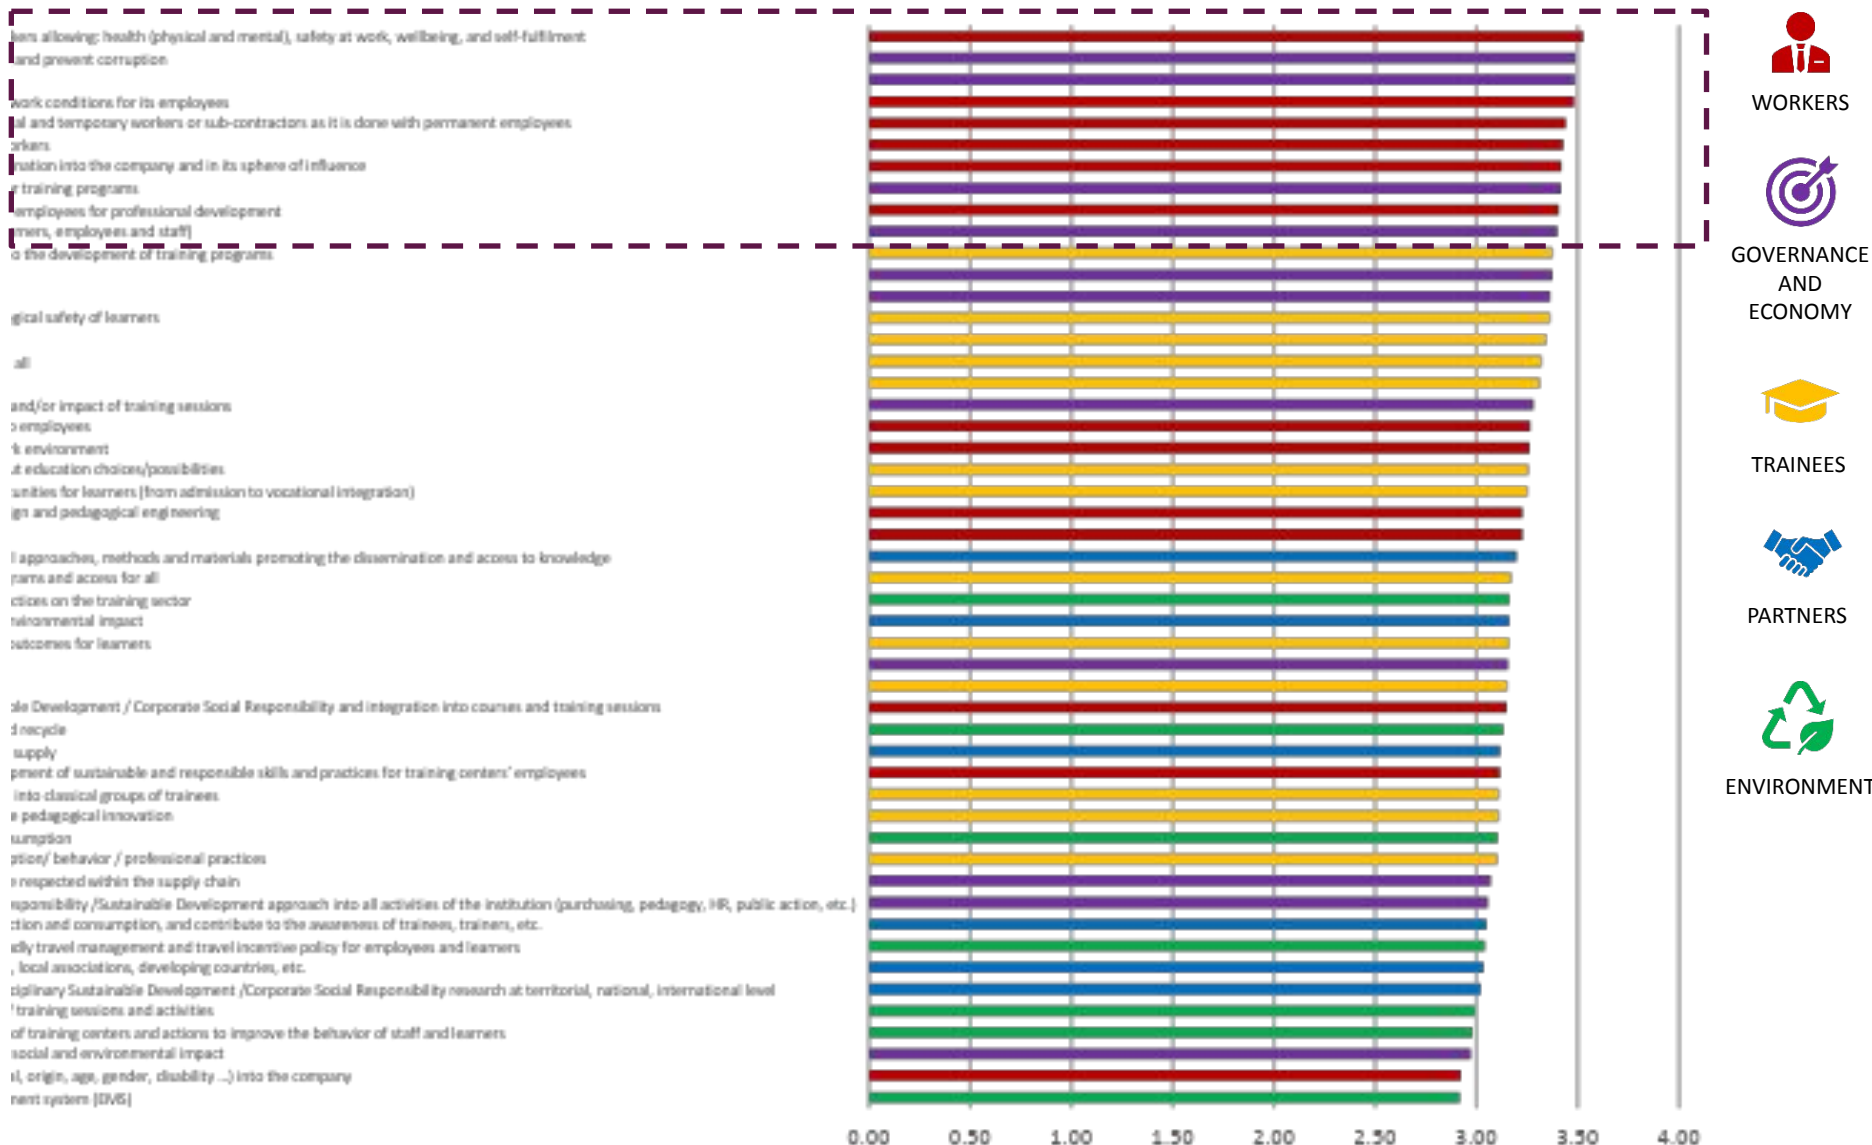 kers allowing: health (physical and mental), safety at work, wellbeing, and self-fulfilment
and prevent corruption
work conditions for its employees
al and temporary workers or sub-contractors as it is done with permanent employees
orkers
nation into the company and in its sphere of influence
r training programs
employees for professional development
rners, employees and staff)
o the development of training programs
gical safety of learners
all
and/or impact of training sessions
o employees
rk environment
ut education choices/possibilities
tunities for learners (from admission to vocational integration)
ign and pedagogical engineering
l approaches, methods and materials promoting the dissemination and access to knowledge
rams and access for all
ctices on the training sector
nvironmental impact
outcomes for learners
ble Development / Corporate Social Responsibility and integration into courses and training sessions
d recycle
supply
pment of sustainable and responsible skills and practices for training centers' employees
into classical groups of trainees
e pedagogical innovation
sumption
ption/ behavior / professional practices
e respected within the supply chain
esponsibility /Sustainable Development approach into all activities of the institution (purchasing, pedagogy, HR, public action, etc.)
ction and consumption, and contribute to the awareness of trainees, trainers, etc.
ndly travel management and travel incentive policy for employees and learners
, local associations, developing countries, etc.
ciplinary Sustainable Development /Corporate Social Responsibility research at territorial, national, international level
f training sessions and activities
of training centers and actions to improve the behavior of staff and learners
social and environmental impact
l, origin, age, gender, disability ...) into the company
ment system (EMS)
0.00 0.50 1.00 1.50 2.00 2.50 3.00 3.50 4.00
WORKERS
GOVERNANCE
AND
ECONOMY
TRAINEES
PARTNERS
ENVIRONMENT